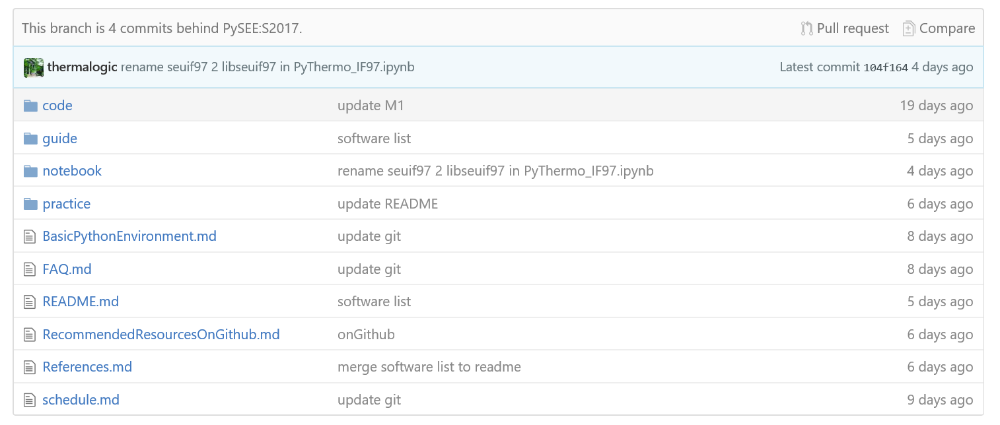 This branch is 4 commits behind PySEE:S2017. Pull request Compare
thermalogic rename seuif97 2 libseuif97 in PyThermo_IF97.ipynb Latest commit 104f164 4 days ago
code update M1 19 days ago
guide software list 5 days ago
notebook rename seuif97 2 libseuif97 in PyThermo_IF97.ipynb 4 days ago
practice update README 6 days ago
BasicPythonEnvironment.md update git 8 days ago
FAQ.md update git 8 days ago
README.md software list 5 days ago
RecommendedResourcesOnGithub.md onGithub 6 days ago
References.md merge software list to readme 6 days ago
schedule.md update git 9 days ago